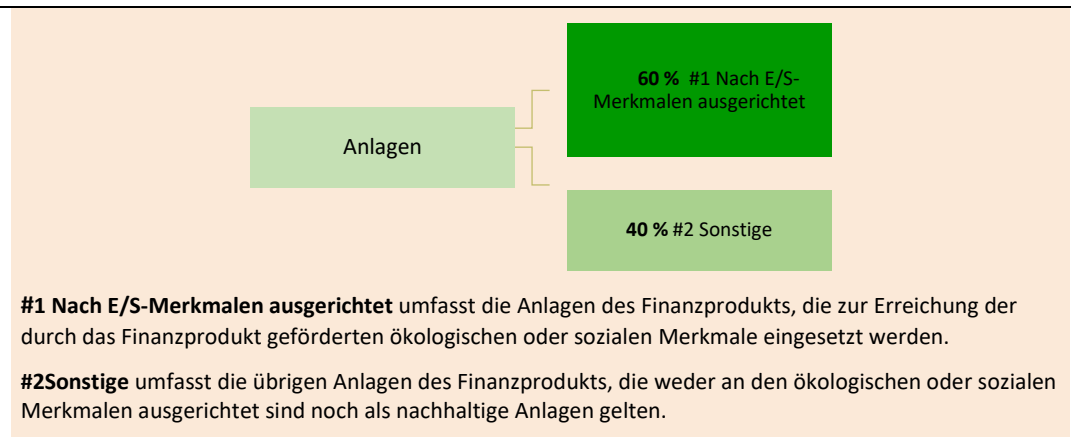 60 % #1 Nach E/S-
Merkmalen ausgerichtet
Anlagen
40 % #2 Sonstige
#1 Nach E/S-Merkmalen ausgerichtet umfasst die Anlagen des Finanzprodukts, die zur Erreichung der
durch das Finanzprodukt geförderten ökologischen oder sozialen Merkmale eingesetzt werden.
#2Sonstige umfasst die übrigen Anlagen des Finanzprodukts, die weder an den ökologischen oder sozialen
Merkmalen ausgerichtet sind noch als nachhaltige Anlagen gelten.